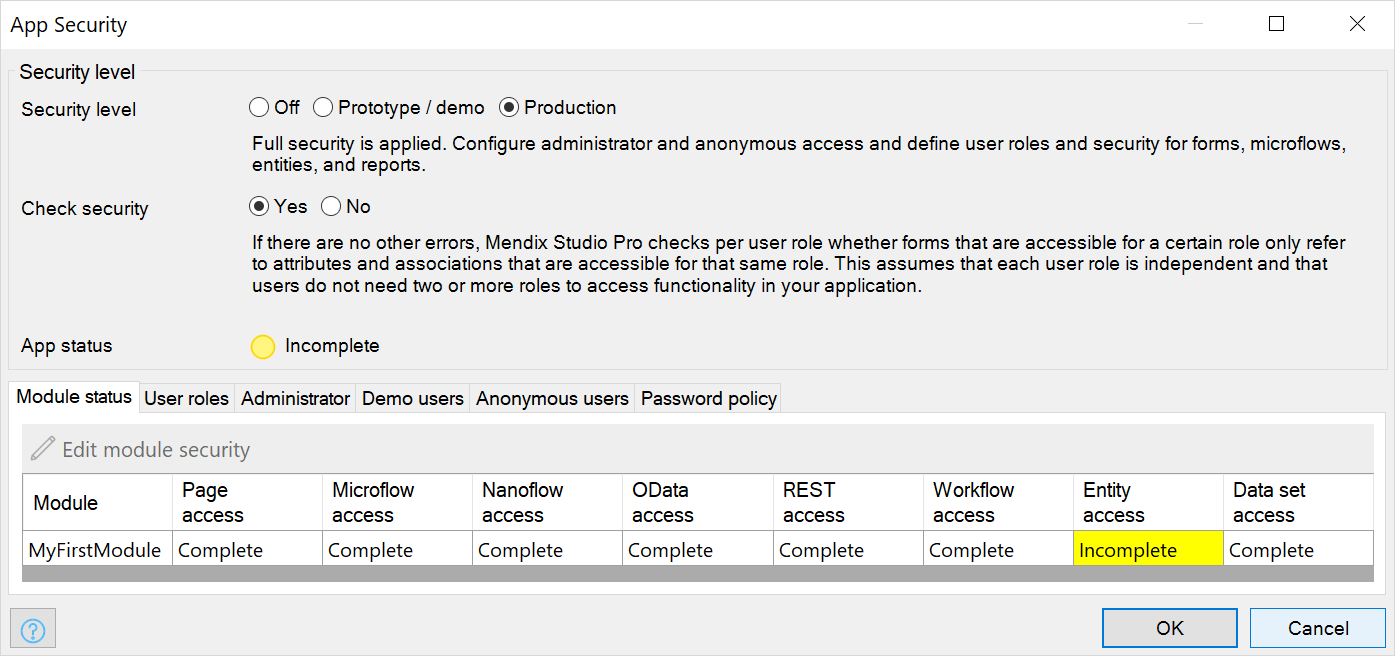 App Security
Security level
Security level
Off Prototype / demo Production
Full security is applied. Configure administrator and anonymous access and define user roles and security for forms, microflows,
entities, and reports.
Check security
Yes No
If there are no other errors, Mendix Studio Pro checks per user role whether forms that are accessible for a certain role only refer
to attributes and associations that are accessible for that same role. This assumes that each user role is independent and that
users do not need two or more roles to access functionality in your application.
App status
Incomplete
Module status User roles Administrator Demo users Anonymous users Password policy
Edit module security
Module
Page
access
Microflow
access
Nanoflow
access
OData
access
REST
access
Workflow
access
Entity
access
Data set
access
MyFirstModule Complete Complete Complete Complete Complete Complete Incomplete Complete
?
OK
Cancel